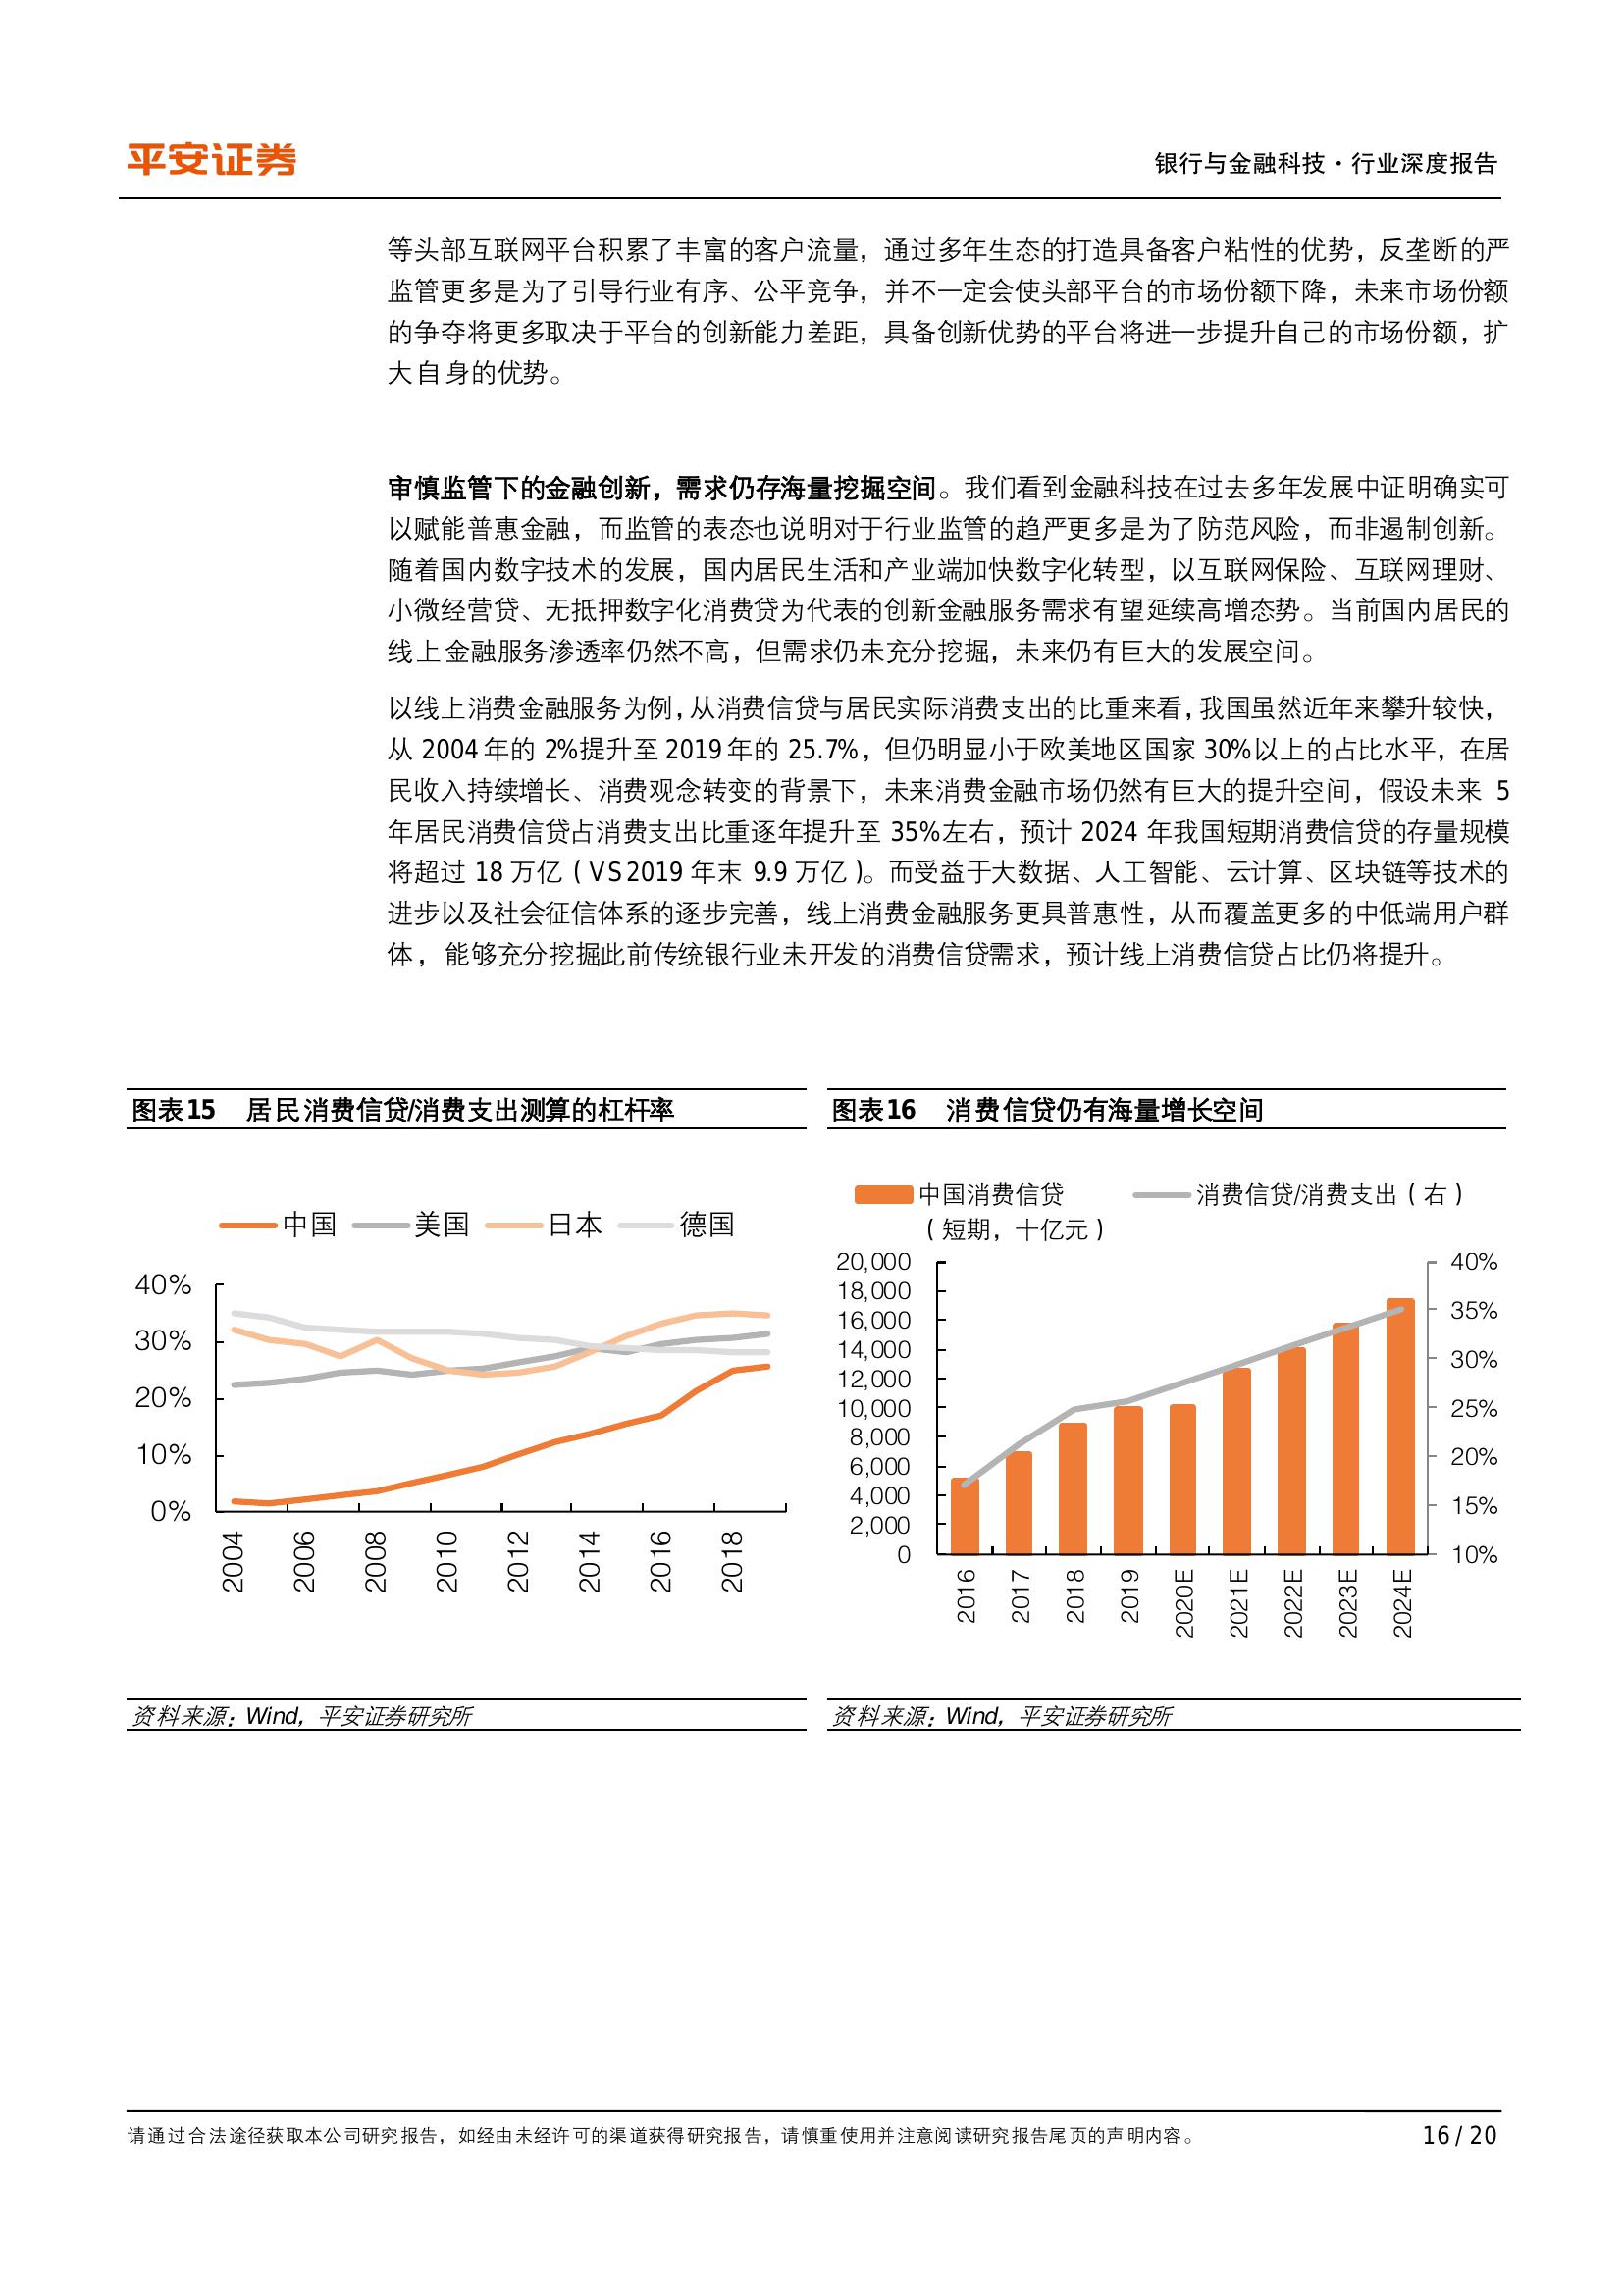 平安证券
银行与金融科技·行业深度报告
等头部互联网平台积累了丰富的客户流量，通过多年生态的打造具备客户粘性的优势，反垄断的严
监管更多是为了引导行业有序、公平竞争，并不一定会使头部平台的市场份额下降，未来市场份额
的争夺将更多取决于平台的创新能力差距，具备创新优势的平台将进一步提升自己的市场份额，扩
大自身的优势。
审慎监管下的金融创新，需求仍存海量挖掘空间。我们看到金融科技在过去多年发展中证明确实可
以赋能普惠金融，而监管的表态也说明对于行业监管的趋严更多是为了防范风险，而非遏制创新。
随着国内数字技术的发展，国内居民生活和产业端加快数字化转型，以互联网保险、互联网理财、
小微经营贷、无抵押数字化消费贷为代表的创新金融服务需求有望延续高增态势。当前国内居民的
线上金融服务渗透率仍然不高，但需求仍未充分挖掘，未来仍有巨大的发展空间。
以线上消费金融服务为例，从消费信贷与居民实际消费支出的比重来看，我国虽然近年来攀升较快，
从 2004 年的 2%提升至 2019 年的 25.7%，但仍明显小于欧美地区国家 30%以上的占比水平，在居
民收入持续增长、消费观念转变的背景下，未来消费金融市场仍然有巨大的提升空间，假设未来 5
年居民消费信贷占消费支出比重逐年提升至 35%左右，预计 2024 年我国短期消费信贷的存量规模
将超过 18 万亿（VS2019 年末 9.9 万亿）。而受益于大数据、人工智能、云计算、区块链等技术的
进步以及社会征信体系的逐步完善，线上消费金融服务更具普惠性，从而覆盖更多的中低端用户群
体，能够充分挖掘此前传统银行业未开发的消费信贷需求，预计线上消费信贷占比仍将提升。
图表15 居民消费信贷/消费支出测算的杠杆率
中国 美国 日本 德国
40%
30%
20%
10%
0%
2004 2006 2008 2010 2012 2014 2016 2018
资料来源：Wind，平安证券研究所
图表16 消费信贷仍有海量增长空间
中国消费信贷
（短期，十亿元）
消费信贷/消费支出（右）
20,000
18,000
16,000
14,000
12,000
10,000
8,000
6,000
4,000
2,000
0
40%
35%
30%
25%
20%
15%
10%
2016 2017 2018 2019 2020E 2021E 2022E 2023E 2024E
资料来源：Wind，平安证券研究所
请通过合法途径获取本公司研究报告，如经由未经许可的渠道获得研究报告，请慎重使用并注意阅读研究报告尾页的声明内容。
16 / 20